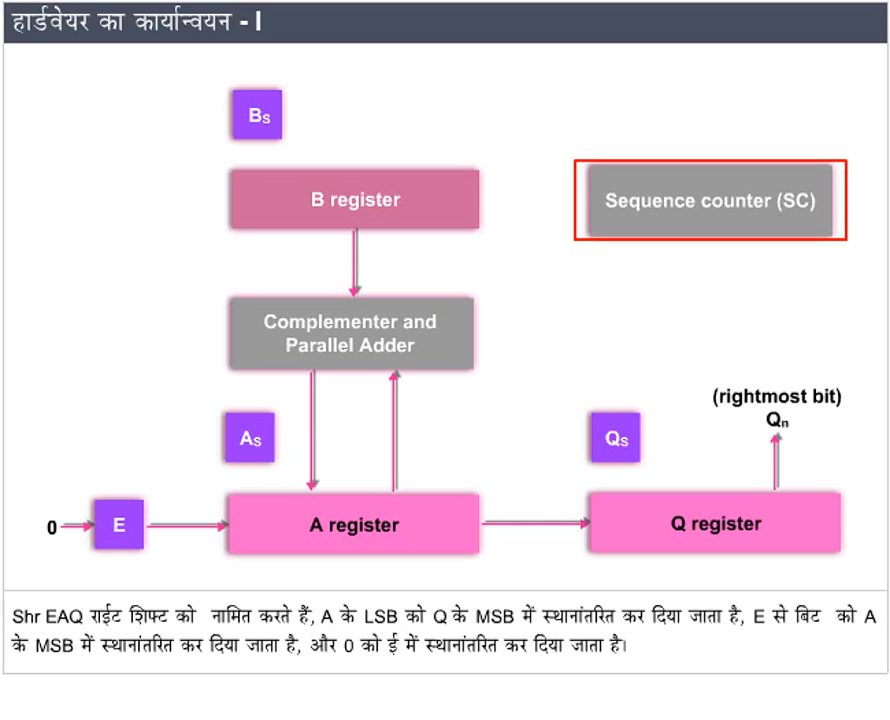 हार्डवेयर का कार्यान्वयन - I
Bs
B register
Sequence counter (SC)
Complementer and
Parallel Adder
(rightmost bit)
Qn
As
Qs
0
E
A register
Q register
Shr EAQ राईट शिफ्ट को नामित करते हैं, A के LSB को Q के MSB में स्थानांतरित कर दिया जाता है, E से बिट को A
के MSB में स्थानांतरित कर दिया जाता है, और 0 को ई में स्थानांतरित कर दिया जाता है।